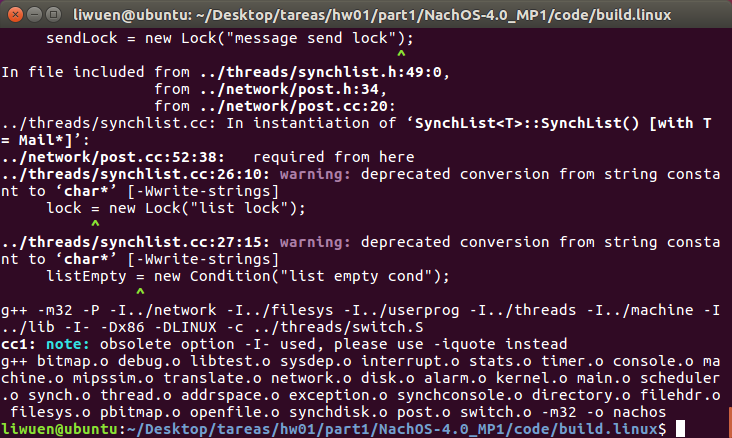 liwuen@ubuntu: ~/Desktop/tareas/hw01/part1/NachOS-4.0_MP1/code/build.linux
     sendLock = new Lock("message send lock");
                                            ^
In file included from ../threads/synchlist.h:49:0,
                 from ../network/post.h:34,
                 from ../network/post.cc:20:
../threads/synchlist.cc: In instantiation of ‘SynchList<T>::SynchList() [with T
= Mail*]’:
../network/post.cc:52:38:   required from here
../threads/synchlist.cc:26:10: warning: deprecated conversion from string consta
nt to ‘char*’ [-Wwrite-strings]
     lock = new Lock("list lock");
          ^
../threads/synchlist.cc:27:15: warning: deprecated conversion from string consta
nt to ‘char*’ [-Wwrite-strings]
     listEmpty = new Condition("list empty cond");
               ^
g++ -m32 -P -I../network -I../filesys -I../userprog -I../threads -I../machine -I
../lib -I- -Dx86 -DLINUX -c ../threads/switch.S
cc1: note: obsolete option -I- used, please use -iquote instead
g++ bitmap.o debug.o libtest.o sysdep.o interrupt.o stats.o timer.o console.o ma
chine.o mipssim.o translate.o network.o disk.o alarm.o kernel.o main.o scheduler
.o synch.o thread.o addrspace.o exception.o synchconsole.o directory.o filehdr.o
 filesys.o pbitmap.o openfile.o synchdisk.o post.o switch.o -m32 -o nachos
liwuen@ubuntu:~/Desktop/tareas/hw01/part1/NachOS-4.0_MP1/code/build.linux$